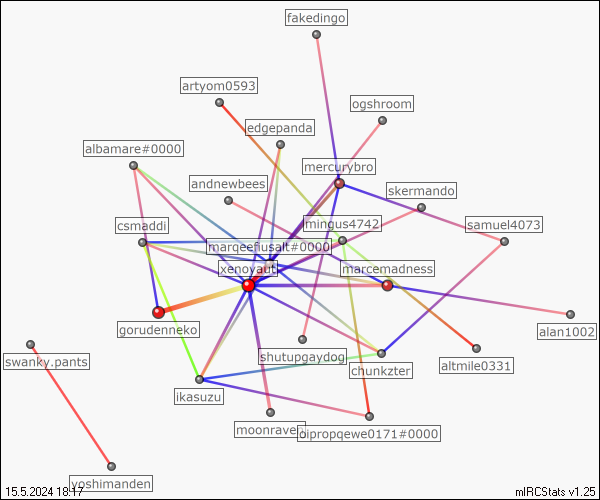 fakedingo
artyom0593
ogshroom
edgepanda
albamare#0000
mercurybro
andnewbees
skermando
csmaddi
mingus4742
samuel4073
marqeefiusalt#0000
xenoyaut
marcemadness
gorudenneko
alan1002
shutupgaydog
swanky.pants
chunkzter
altmile0331
ikasuzu
moonraven
oipropqewe0171#0000
yoshimanden
15.5.2024 18:17
mIRCStats v1.25